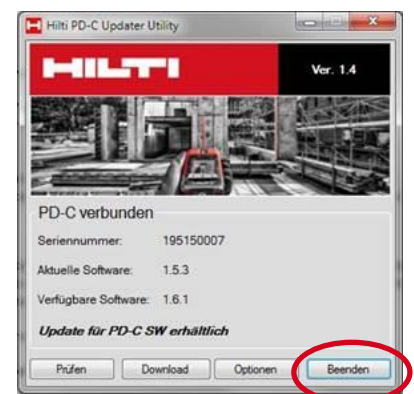 Hilti PD-C Updater Utility
HILTI
Ver. 1.4
PD-C verbunden
Seriennummer: 195150007
Aktuelle Software: 1.5.3
Verfügbare Software: 1.6.1
Update für PD-C SW erhältlich
Prüfen Download Optionen Beenden